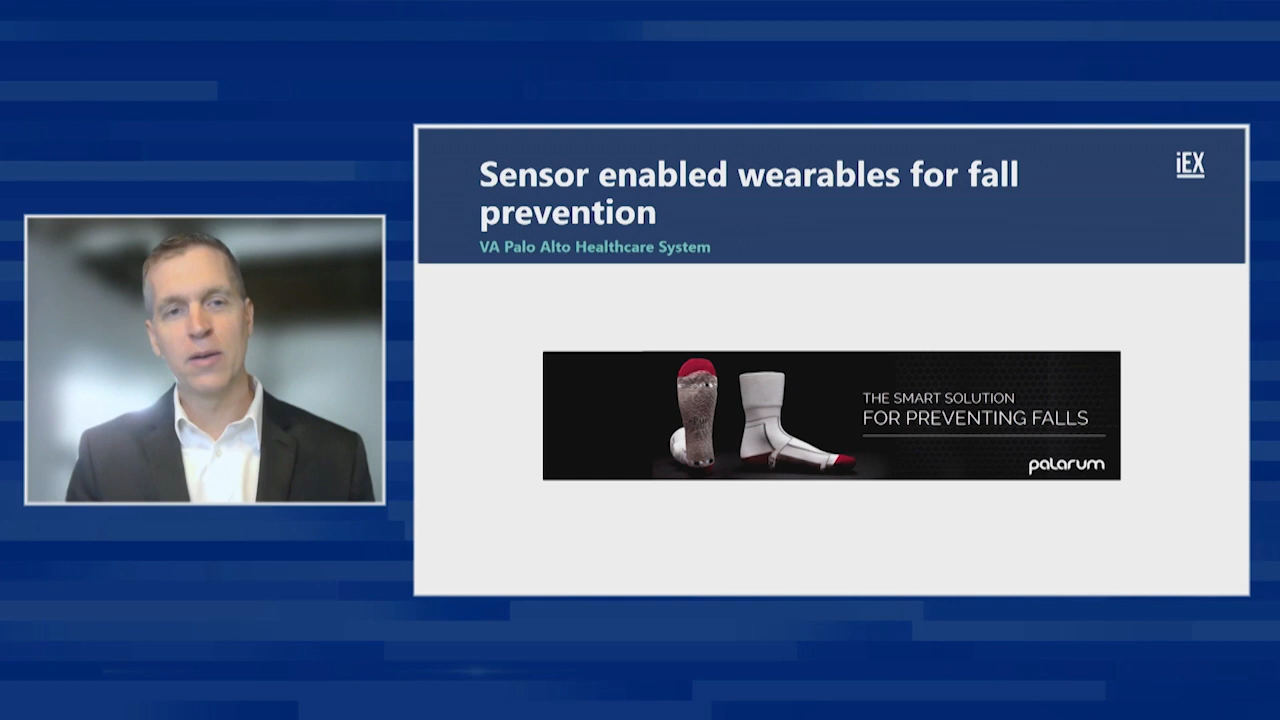 Sensor enabled wearables for fall
prevention
VA Palo Alto Healthcare System
iEX
THE SMART SOLUTION
FOR PREVENTING FALLS
palarum